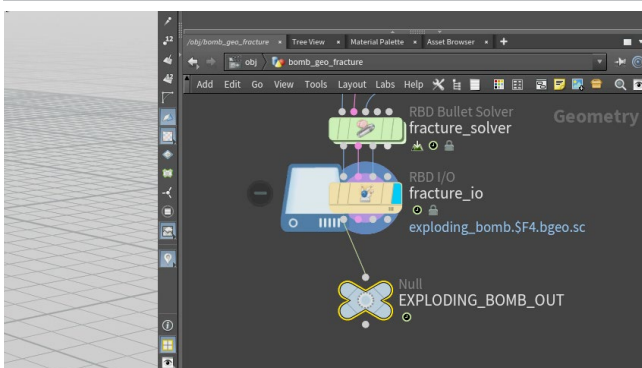 /obj/bomb_geo_fracture
Tree View
Material Palette
Asset Browser
obj
bomb_geo_fracture
Add Edit Go View Tools Layout Labs Help
RBD Bullet Solver
Geometry
fracture_solver
RBD I/O
fracture_io
exploding_bomb.$F4.bgeo.sc
Null
EXPLODING_BOMB_OUT